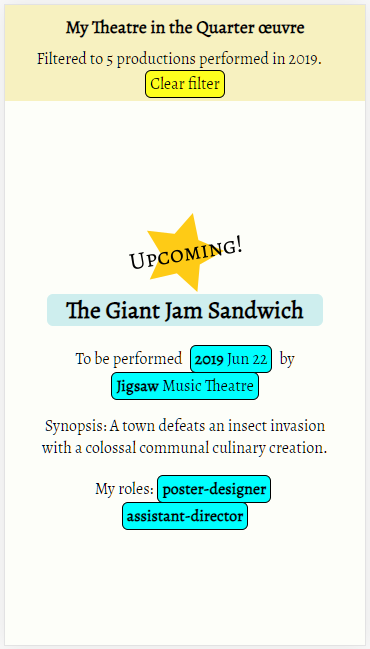 My Theatre in the Quarter œuvre
Filtered to 5 productions performed in 2019.
Clear filter
Upcoming!
The Giant Jam Sandwich
To be performed 2019 Jun 22 by
Jigsaw Music Theatre
Synopsis: A town defeats an insect invasion
with a colossal communal culinary creation.
My roles: poster-designer
assistant-director